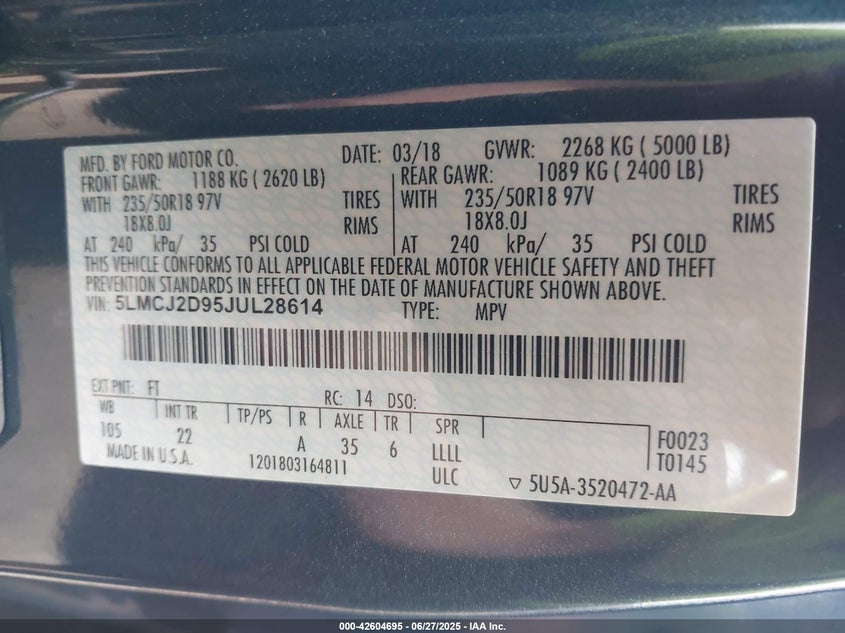 MFD. BY FORD MOTOR CO. DATE: 03/18 GVWR: 2268 KG ( 5000 LB)
FRONT GAWR: 1188 KG ( 2620 LB) REAR GAWR: 1089 KG ( 2400 LB)
WITH 235/50R18 97V TIRES WITH 235/50R18 97V TIRES
18X8.0J RIMS 18X8.0J RIMS
AT 240 kPa/ 35 PSI COLD AT 240 kPa/ 35 PSI COLD
THIS VEHICLE CONFORMS TO ALL APPLICABLE FEDERAL MOTOR VEHICLE SAFETY AND THEFT
PREVENTION STANDARDS IN EFFECT ON THE DATE OF MANUFACTURE SHOWN ABOVE.
VIN: 5LMCJ2D95JUL28614 TYPE: MPV
EXT PNT: FT RC: 14 DSO:
WB INT TR TP/PS R AXLE TR SPR
105 22 A 35 6 LLLL F0023
MADE IN U.S.A. 1201803164811 ULC T0145
▽ 5U5A-3520472-AA
000-42604695 - 06/27/2025 - IAA Inc.